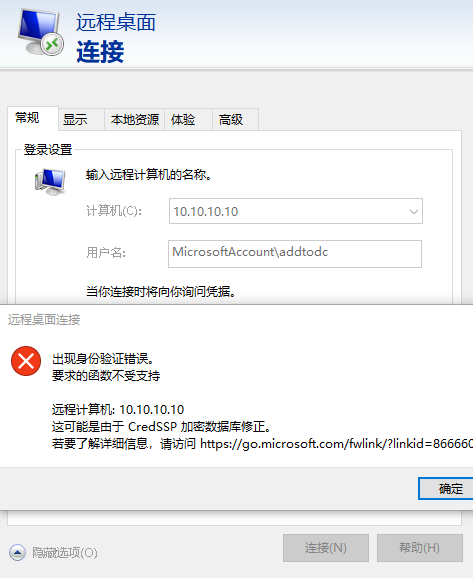 远程桌面
连接
常规 显示 本地资源 体验 高级
登录设置
输入远程计算机的名称。
计算机(C): 10.10.10.10
用户名: MicrosoftAccount\addtodc
当你连接时将向你询问凭据。
远程桌面连接
出现身份验证错误。
要求的函数不受支持
远程计算机: 10.10.10.10
这可能是由于 CredSSP 加密数据库修正。
若要了解详细信息，请访问 https://go.microsoft.com/fwlink/?linkid=866660
确定
隐藏选项(O) 连接(N) 帮助(H)